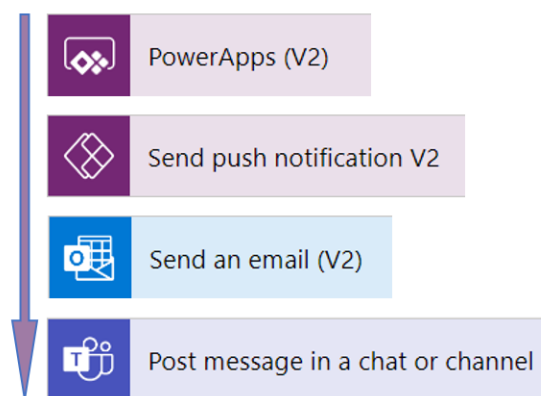 PowerApps (V2)
Send push notification V2
Send an email (V2)
Post message in a chat or channel